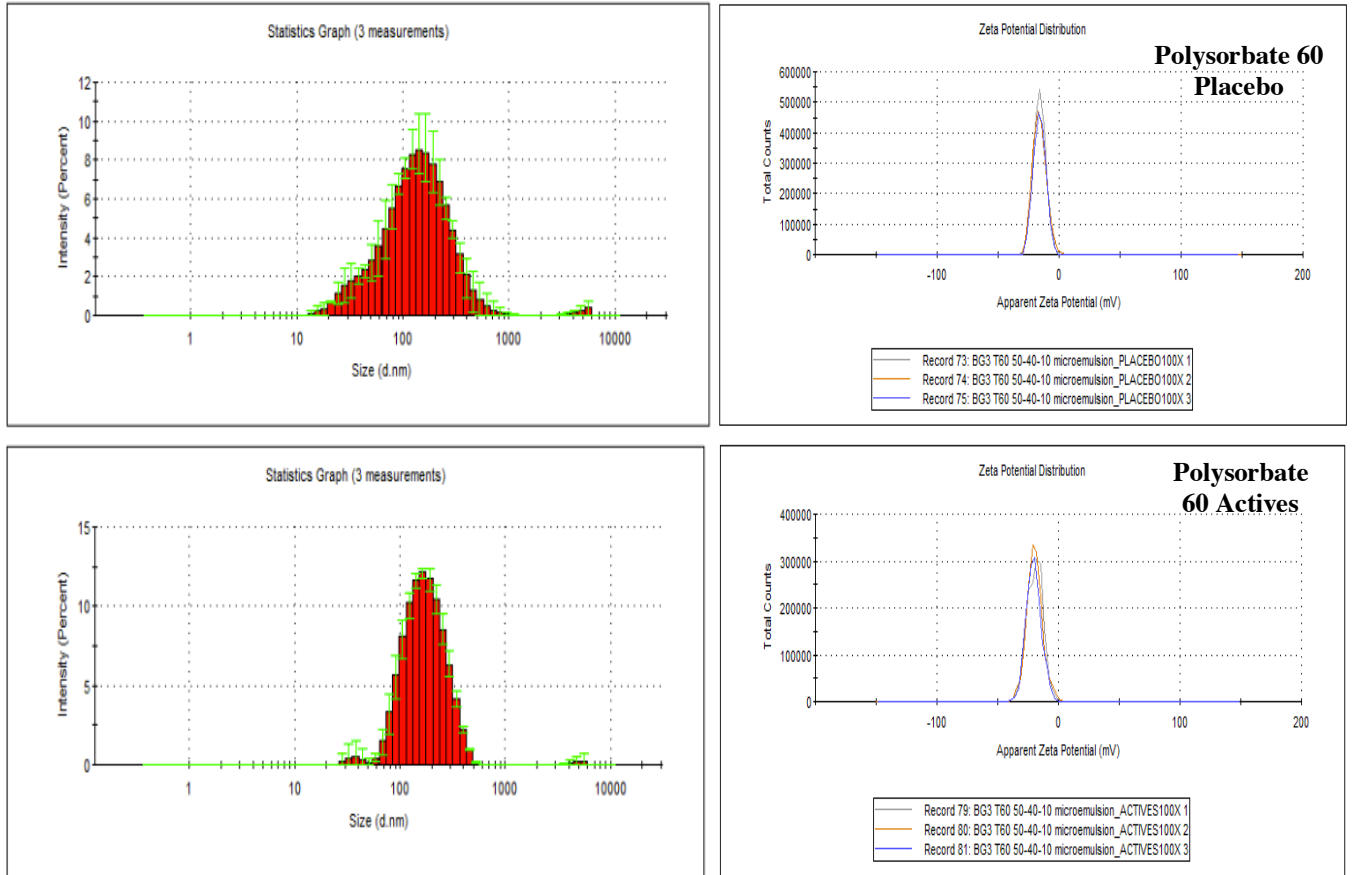 Statistics Graph (3 measurements)
12
10
8
6
4
2
0
Intensity (Percent)
1
10
100
1000
10000
Size (d.nm)
Zeta Potential Distribution
Polysorbate 60
Placebo
600000
500000
400000
300000
200000
100000
0
Total Counts
-100
0
100
200
Apparent Zeta Potential (mV)
Record 73: BG3 T60 50-40-10 microemulsion_PLACEBO100X 1
Record 74: BG3 T60 50-40-10 microemulsion_PLACEBO100X 2
Record 75: BG3 T60 50-40-10 microemulsion_PLACEBO100X 3
Statistics Graph (3 measurements)
15
10
5
0
Intensity (Percent)
1
10
100
1000
10000
Size (d.nm)
Zeta Potential Distribution
Polysorbate
60 Actives
400000
300000
200000
100000
0
Total Counts
-100
0
100
200
Apparent Zeta Potential (mV)
Record 79: BG3 T60 50-40-10 microemulsion_ACTIVES100X 1
Record 80: BG3 T60 50-40-10 microemulsion_ACTIVES100X 2
Record 81: BG3 T60 50-40-10 microemulsion_ACTIVES100X 3